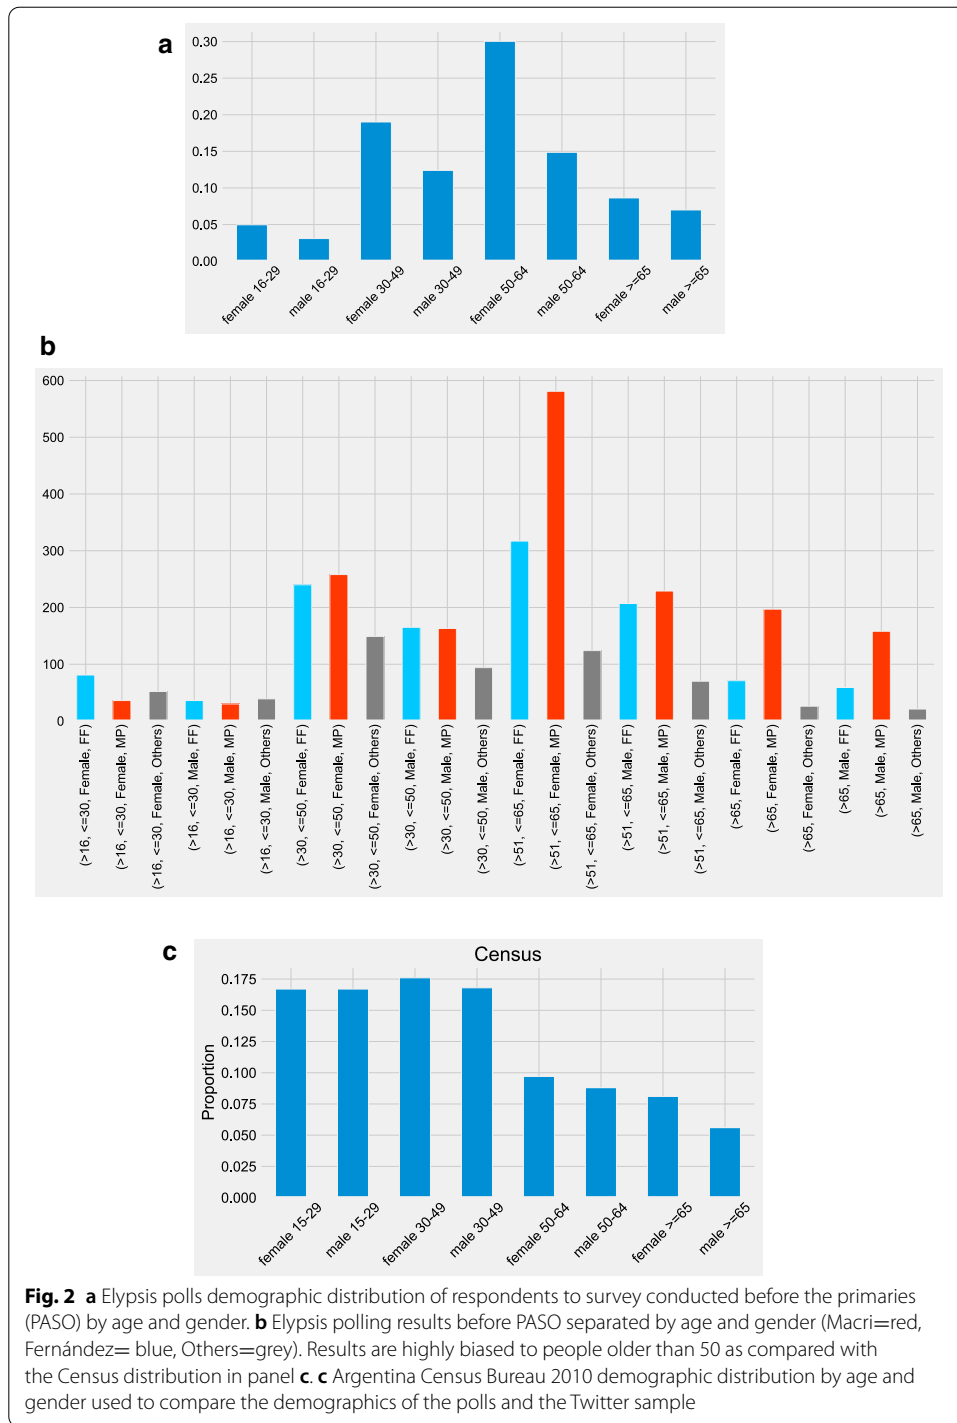 a
0.30
0.25
0.20
0.15
0.10
0.05
0.00
female 16-29
male 16-29
female 30-49
male 30-49
female 50-64
male 50-64
female >=65
male >=65
b
600
500
400
300
200
100
0
(>16, <=30, Female, FF)
(>16, <=30, Female, MP)
(>16, <=30, Female, Others)
(>16, <=30, Male, FF)
(>16, <=30, Male, MP)
(>16, <=30, Male, Others)
(>30, <=50, Female, FF)
(>30, <=50, Female, MP)
(>30, <=50, Female, Others)
(>30, <=50, Male, FF)
(>30, <=50, Male, MP)
(>30, <=50, Male, Others)
(>51, <=65, Female, FF)
(>51, <=65, Female, MP)
(>51, <=65, Female, Others)
(>51, <=65, Male, FF)
(>51, <=65, Male, MP)
(>51, <=65, Male, Others)
(>65, Female, FF)
(>65, Female, MP)
(>65, Female, Others)
(>65, Male, FF)
(>65, Male, MP)
(>65, Male, Others)
c
Census
Proportion
0.175
0.150
0.125
0.100
0.075
0.050
0.025
0.000
female 15-29
male 15-29
female 30-49
male 30-49
female 50-64
male 50-64
female >=65
male >=65
Fig. 2 a Elypsis polls demographic distribution of respondents to survey conducted before the primaries
(PASO) by age and gender. b Elypsis polling results before PASO separated by age and gender (Macri=red,
Fernández= blue, Others=grey). Results are highly biased to people older than 50 as compared with
the Census distribution in panel c. c Argentina Census Bureau 2010 demographic distribution by age and
gender used to compare the demographics of the polls and the Twitter sample